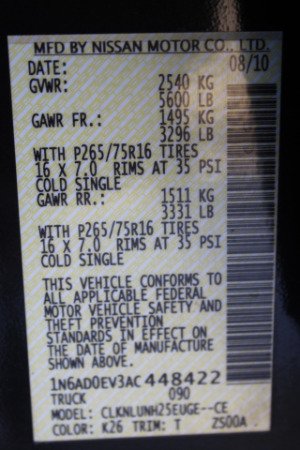 MFD BY NISSAN MOTOR CO., LTD.
DATE: 08/10
GVWR: 2540 KG
5600 LB
GAWR FR.: 1495 KG
3296 LB
WITH P265/75R16 TIRES
16 X 7.0 RIMS AT 35 PSI
COLD SINGLE
GAWR RR.: 1511 KG
3331 LB
WITH P265/75R16 TIRES
16 X 7.0 RIMS AT 35 PSI
COLD SINGLE
THIS VEHICLE CONFORMS TO
ALL APPLICABLE FEDERAL
MOTOR VEHICLE SAFETY AND
THEFT PREVENTION
STANDARDS IN EFFECT ON
THE DATE OF MANUFACTURE
SHOWN ABOVE.
1N6AD0EV3AC448422
TRUCK 090
MODEL: CLKNLUNH25EUGE--CE
COLOR: K26 TRIM: T ZS00A